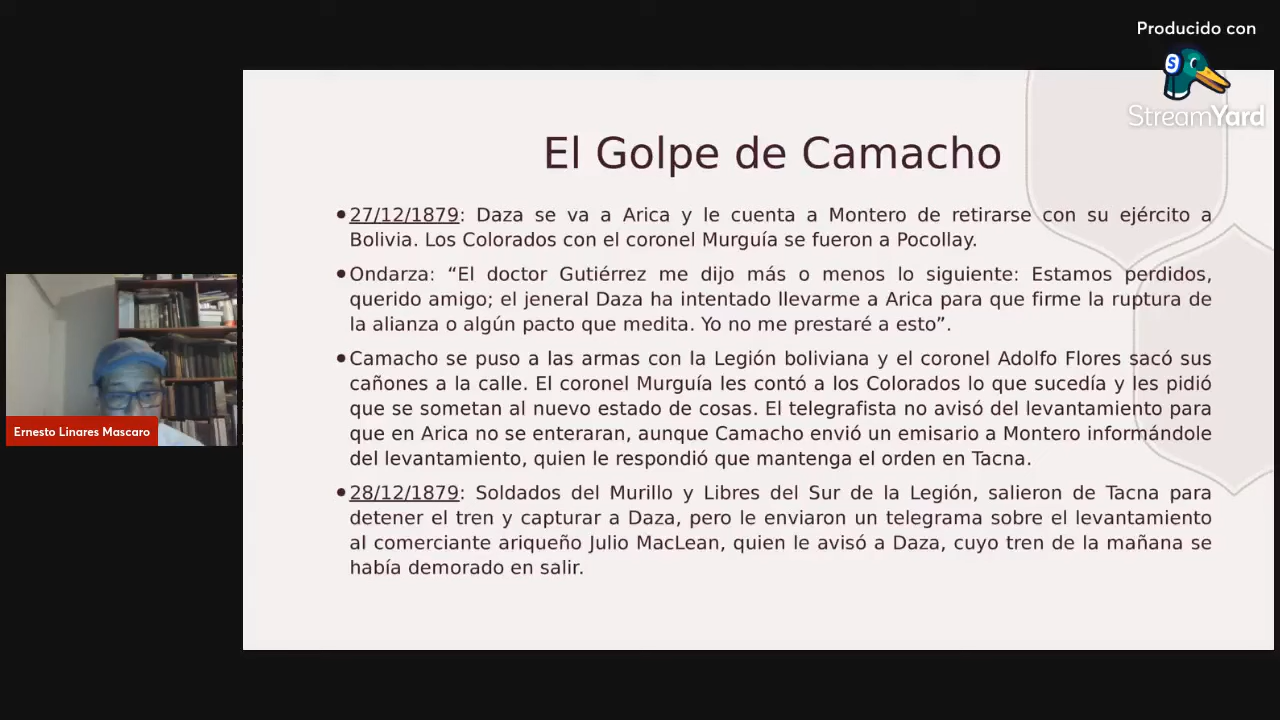 Producido con
StreamYard
El Golpe de Camacho
•27/12/1879: Daza se va a Arica y le cuenta a Montero de retirarse con su ejército a
Bolivia. Los Colorados con el coronel Murguía se fueron a Pocollay.
•Ondarza: “El doctor Gutiérrez me dijo más o menos lo siguiente: Estamos perdidos,
querido amigo; el jeneral Daza ha intentado llevarme a Arica para que firme la ruptura de
la alianza o algún pacto que medita. Yo no me prestaré a esto”.
•Camacho se puso a las armas con la Legión boliviana y el coronel Adolfo Flores sacó sus
cañones a la calle. El coronel Murguía les contó a los Colorados lo que sucedía y les pidió
que se sometan al nuevo estado de cosas. El telegrafista no avisó del levantamiento para
que en Arica no se enteraran, aunque Camacho envió un emisario a Montero informándole
del levantamiento, quien le respondió que mantenga el orden en Tacna.
•28/12/1879: Soldados del Murillo y Libres del Sur de la Legión, salieron de Tacna para
detener el tren y capturar a Daza, pero le enviaron un telegrama sobre el levantamiento
al comerciante ariqueño Julio MacLean, quien le avisó a Daza, cuyo tren de la mañana se
había demorado en salir.
Ernesto Linares Mascaro